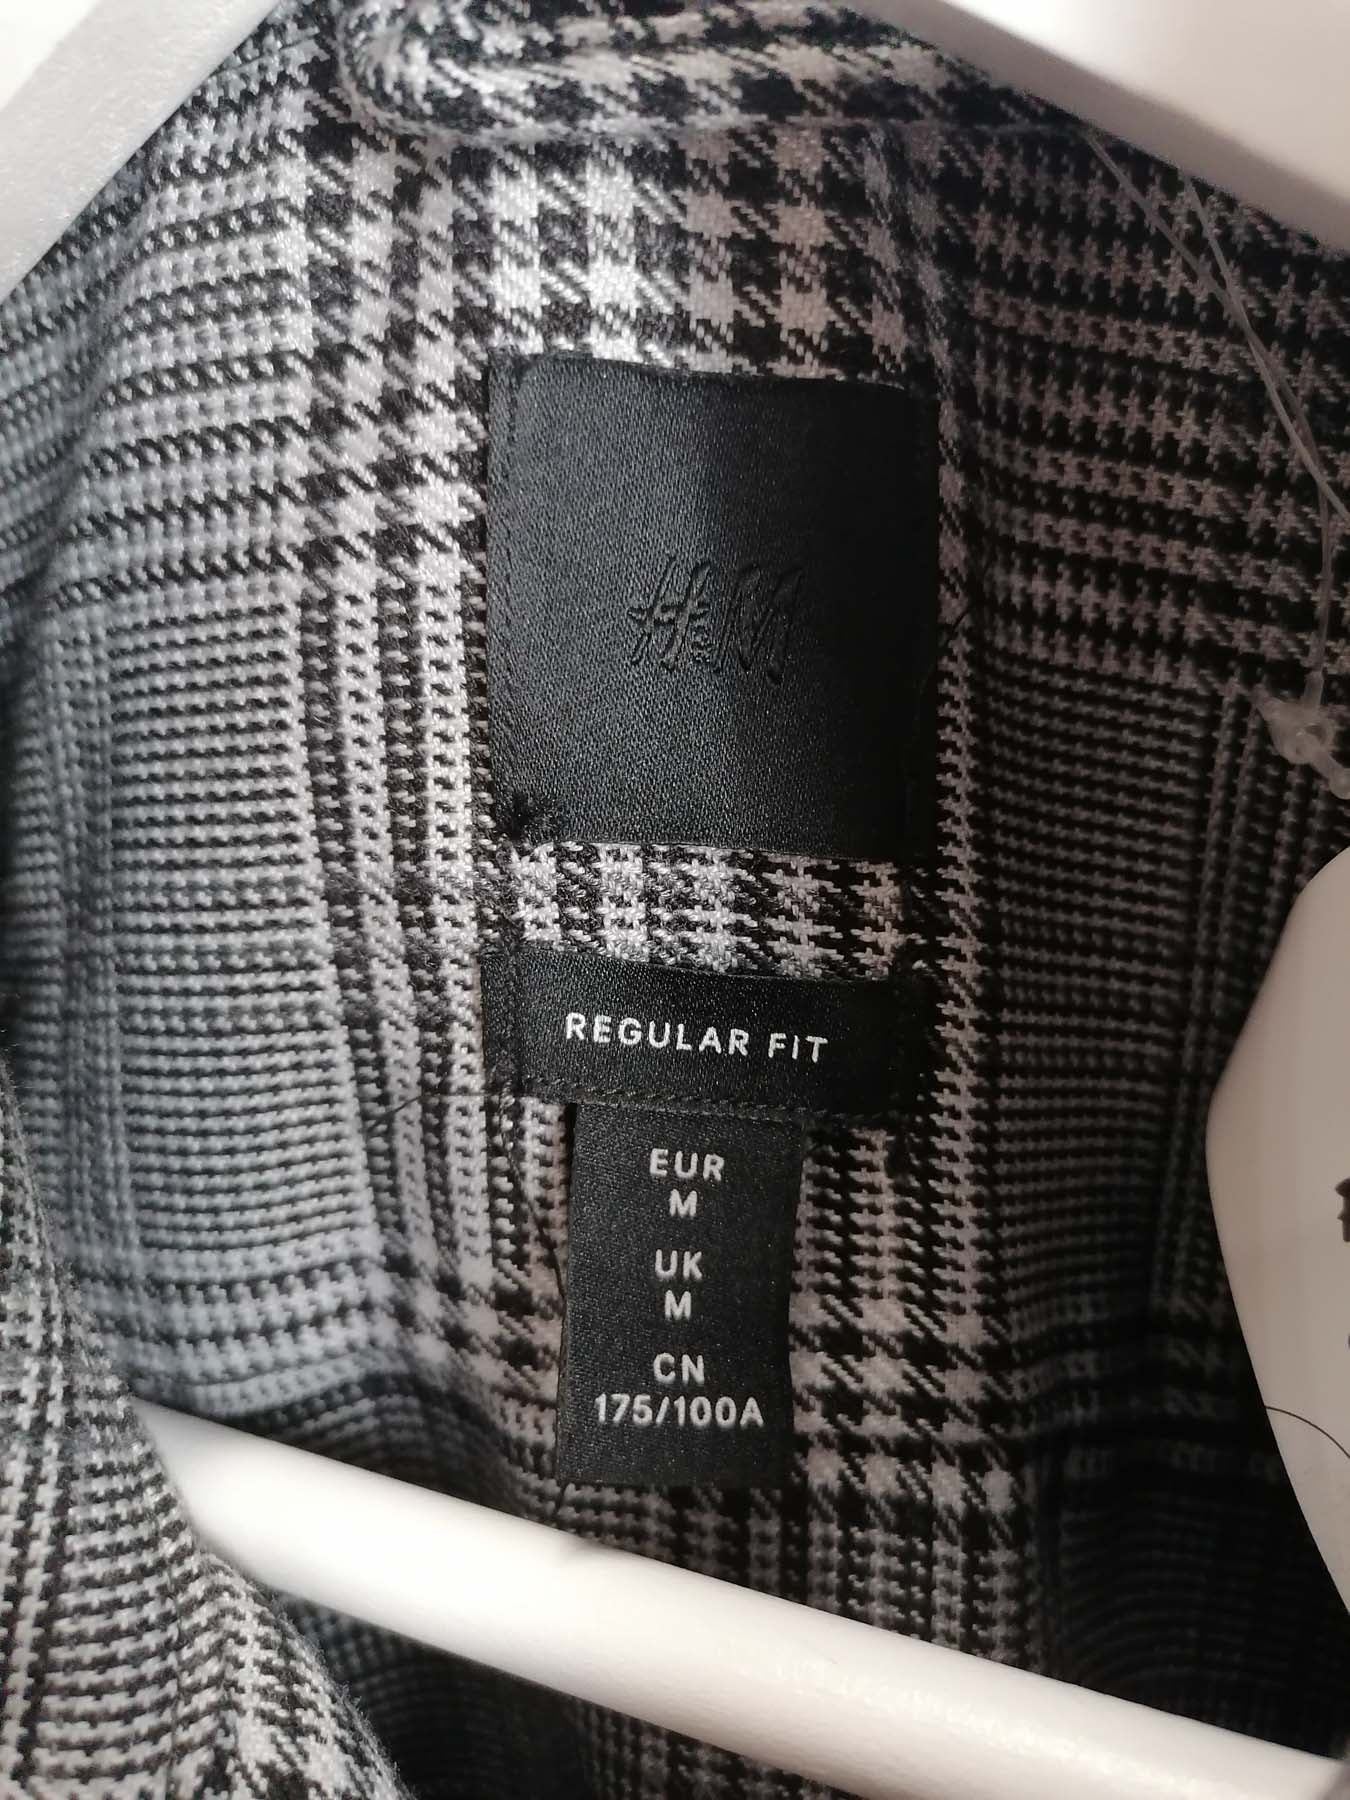 H&M
REGULAR FIT
EUR
M
UK
M
CN
175/100A